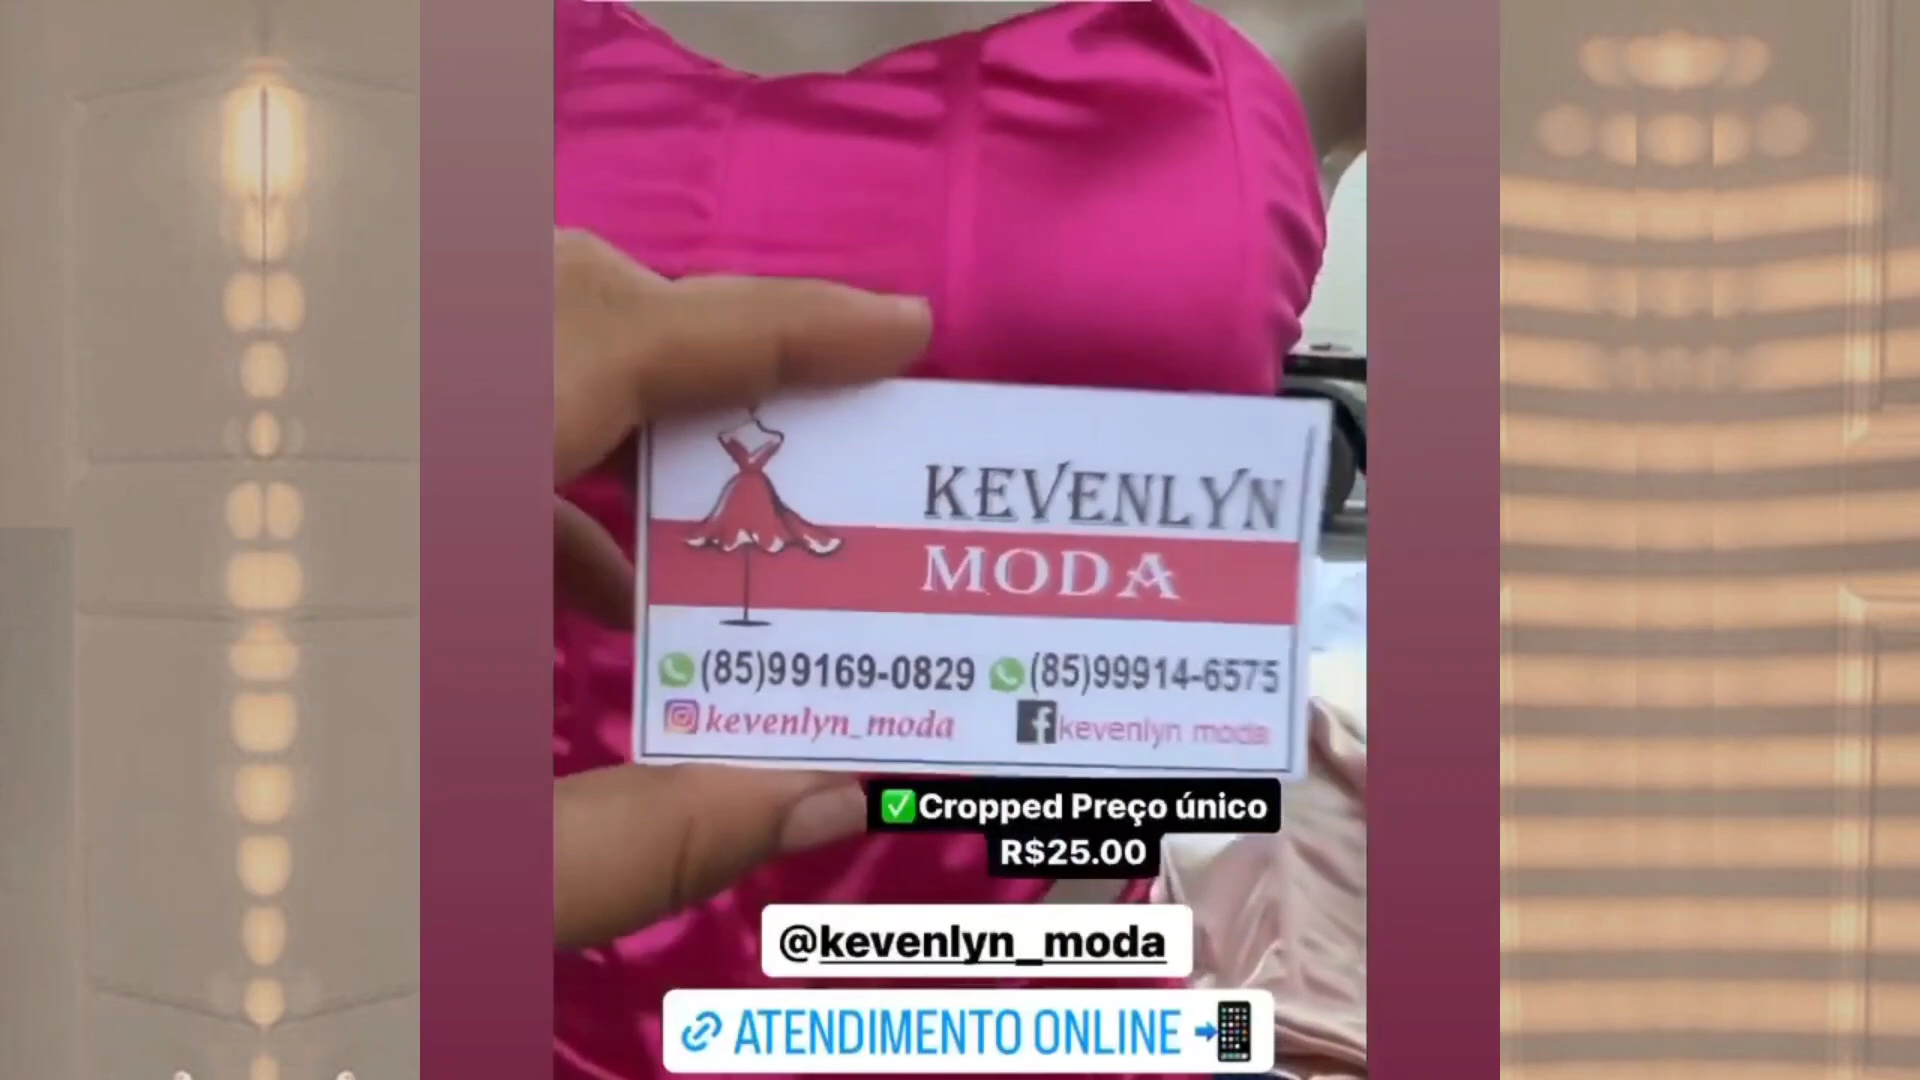 KEVENLYN
MODA
(85)99169-0829 (85)99914-6575
kevenlyn_moda kevenlyn moda
✅Cropped Preço único
R$25.00
@kevenlyn_moda
ATENDIMENTO ONLINE